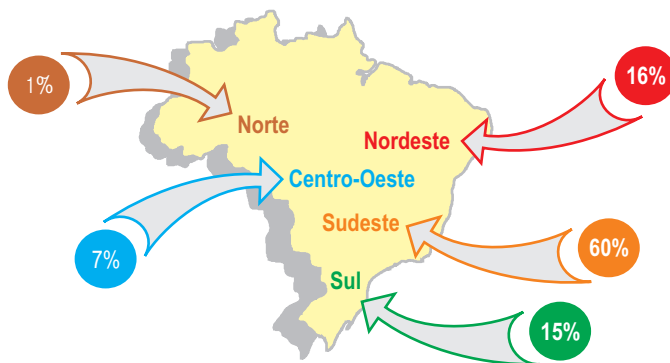 1%
16%
Norte
Nordeste
Centro-Oeste
Sudeste
7%
60%
Sul
15%